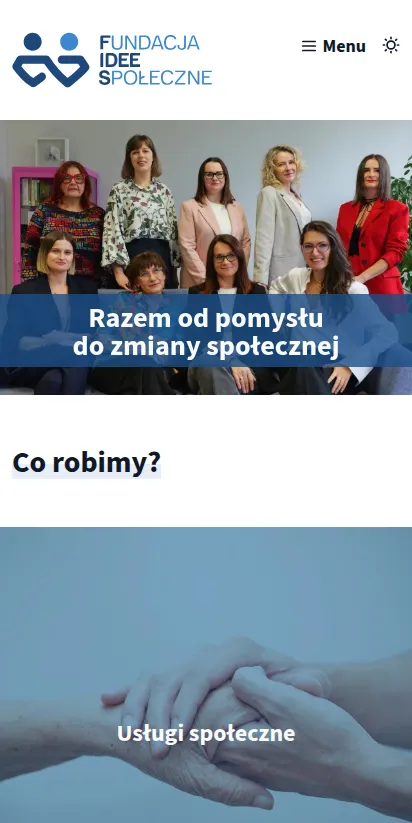 FUNDACJA
IDEE
SPOŁECZNE
Menu
Razem od pomysłu
do zmiany społecznej
Co robimy?
Usługi społeczne